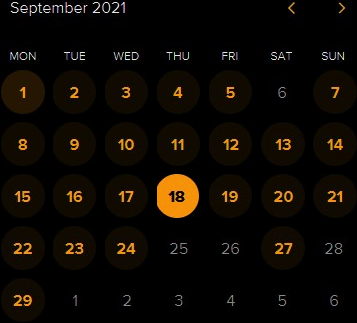 September 2021
MON TUE WED THU FRI SAT SUN
1 2 3 4 5 6 7
8 9 10 11 12 13 14
15 16 17 18 19 20 21
22 23 24 25 26 27 28
29 1 2 3 4 5 6